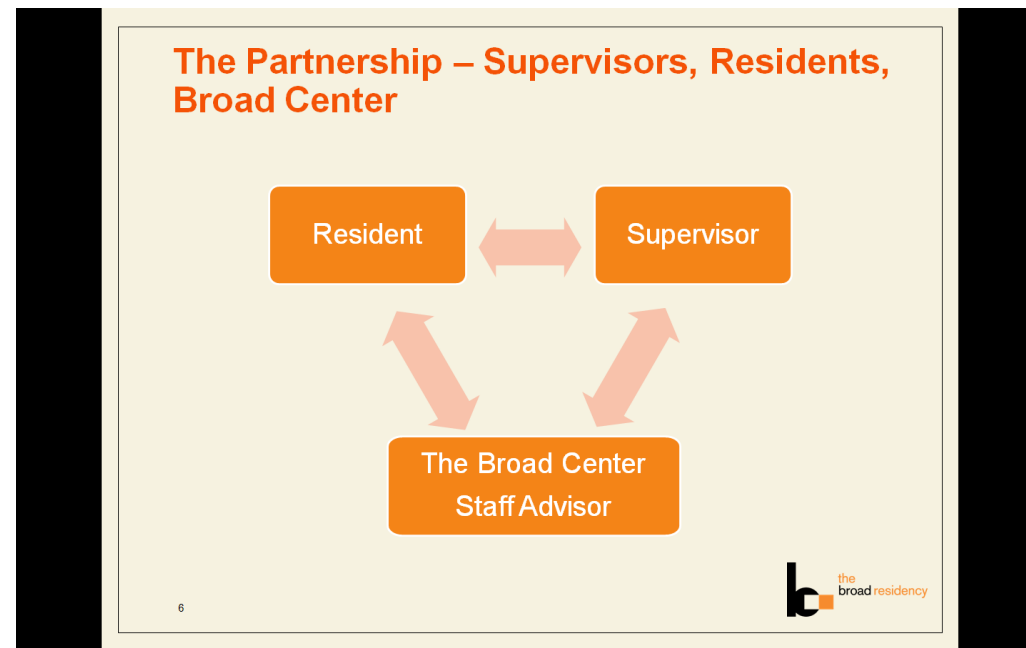 The Partnership – Supervisors, Residents,
Broad Center
Resident
Supervisor
The Broad Center
Staff Advisor
6
the
broad residency